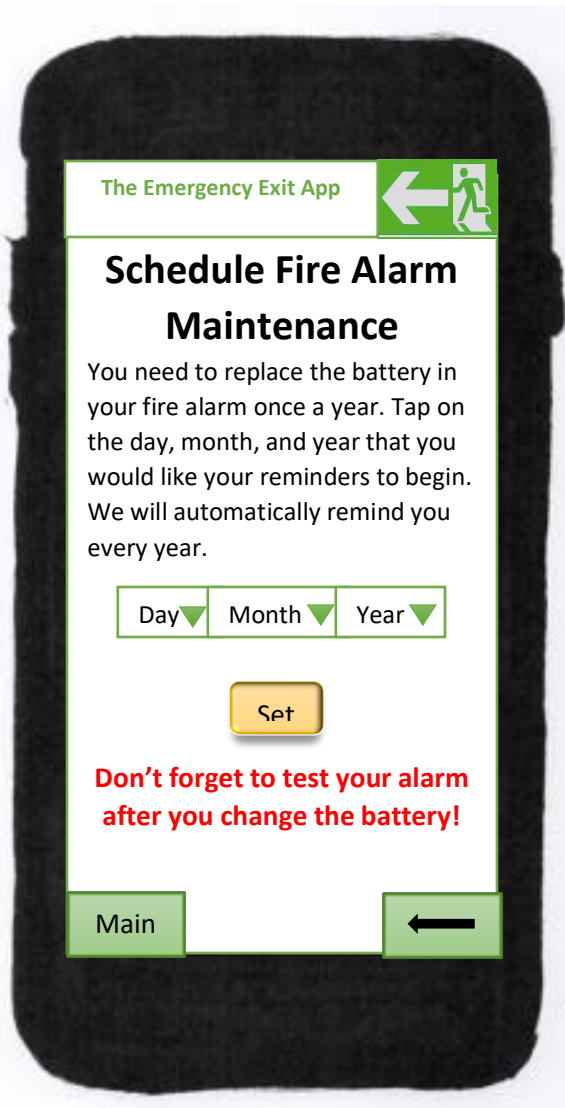 The Emergency Exit App
Schedule Fire Alarm
Maintenance
You need to replace the battery in
your fire alarm once a year. Tap on
the day, month, and year that you
would like your reminders to begin.
We will automatically remind you
every year.
Day Month Year
Set
Don’t forget to test your alarm
after you change the battery!
Main